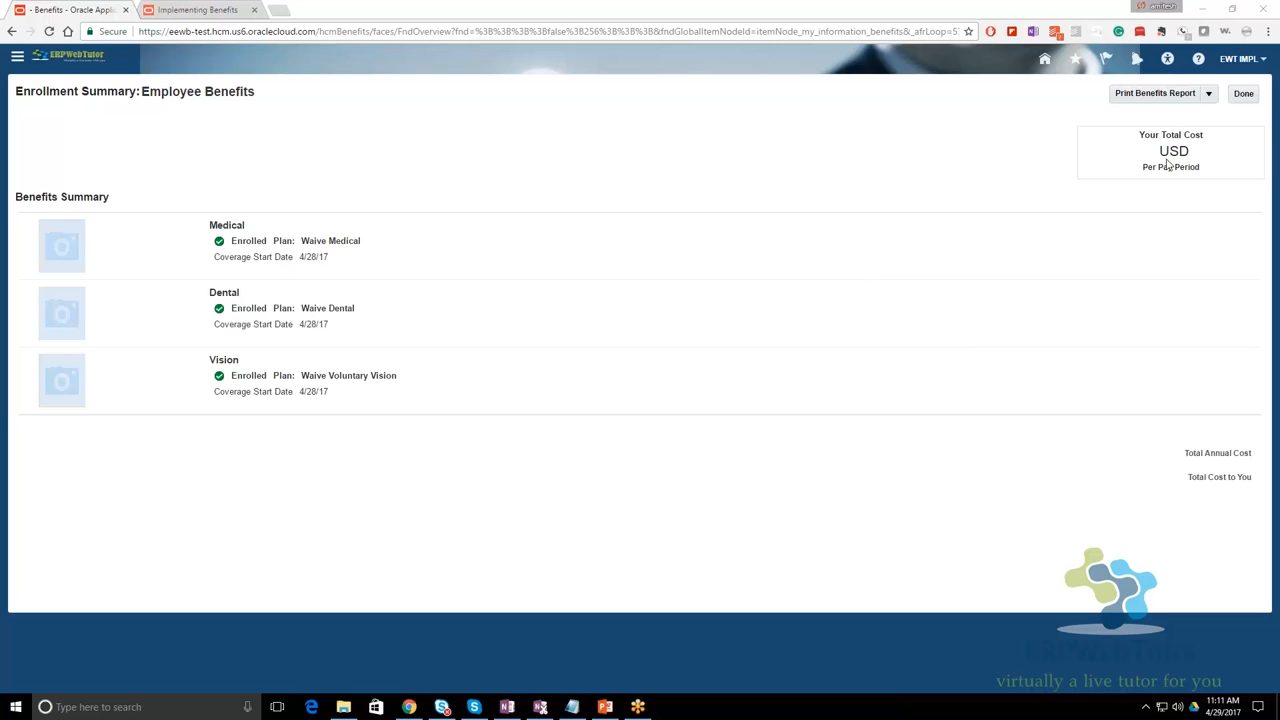 - Benefits - Oracle Applic
Implementing Benefits
amitesh
Secure
https://eewb-test.hcm.us6.oraclecloud.com/hcmBenefits/faces/FndOverview?fnd=%3B%3B%3B%3Bfalse%3B256%3B%3B%3B&fndGlobalItemNodeId=itemNode_my_information_benefits&_afrLoop=57
ERPWebTutor
EWT IMPL
Enrollment Summary: Employee Benefits
Print Benefits Report
Done
Your Total Cost
USD
Per Pay Period
Benefits Summary
Medical
Enrolled Plan: Waive Medical
Coverage Start Date 4/28/17
Dental
Enrolled Plan: Waive Dental
Coverage Start Date 4/28/17
Vision
Enrolled Plan: Waive Voluntary Vision
Coverage Start Date 4/28/17
Total Annual Cost
Total Cost to You
ERPWebTutor
virtually a live tutor for you
Type here to search
11:11 AM
4/29/2017